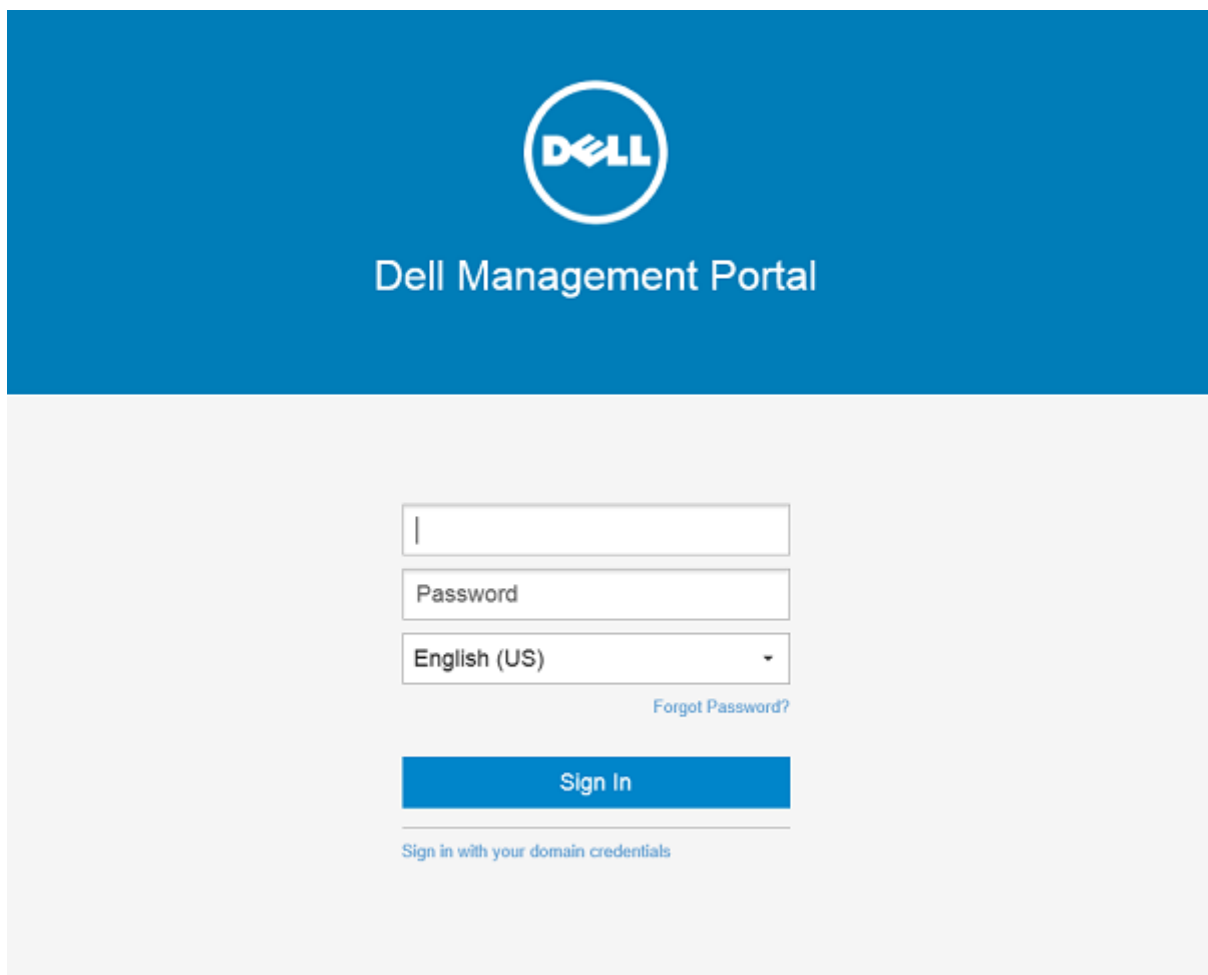 DELL
Dell Management Portal
Password
English (US)
Forgot Password?
Sign In
Sign in with your domain credentials